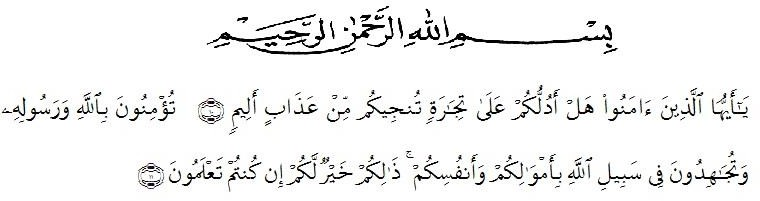 بِسْمِ اللهِ الرَّحْمٰنِ الرَّحِيمِ
يَٰٓأَيُّهَا ٱلَّذِينَ ءَامَنُوا۟ هَلْ أَدُلُّكُمْ عَلَىٰ تِجَٰرَةٍ تُنجِيكُم مِّنْ عَذَابٍ أَلِيمٍ ۝ تُؤْمِنُونَ بِٱللَّهِ وَرَسُولِهِۦ
وَتُجَٰهِدُونَ فِى سَبِيلِ ٱللَّهِ بِأَمْوَٰلِكُمْ وَأَنفُسِكُمْ ۚ ذَٰلِكُمْ خَيْرٌ لَّكُمْ إِن كُنتُمْ تَعْلَمُونَ ۝